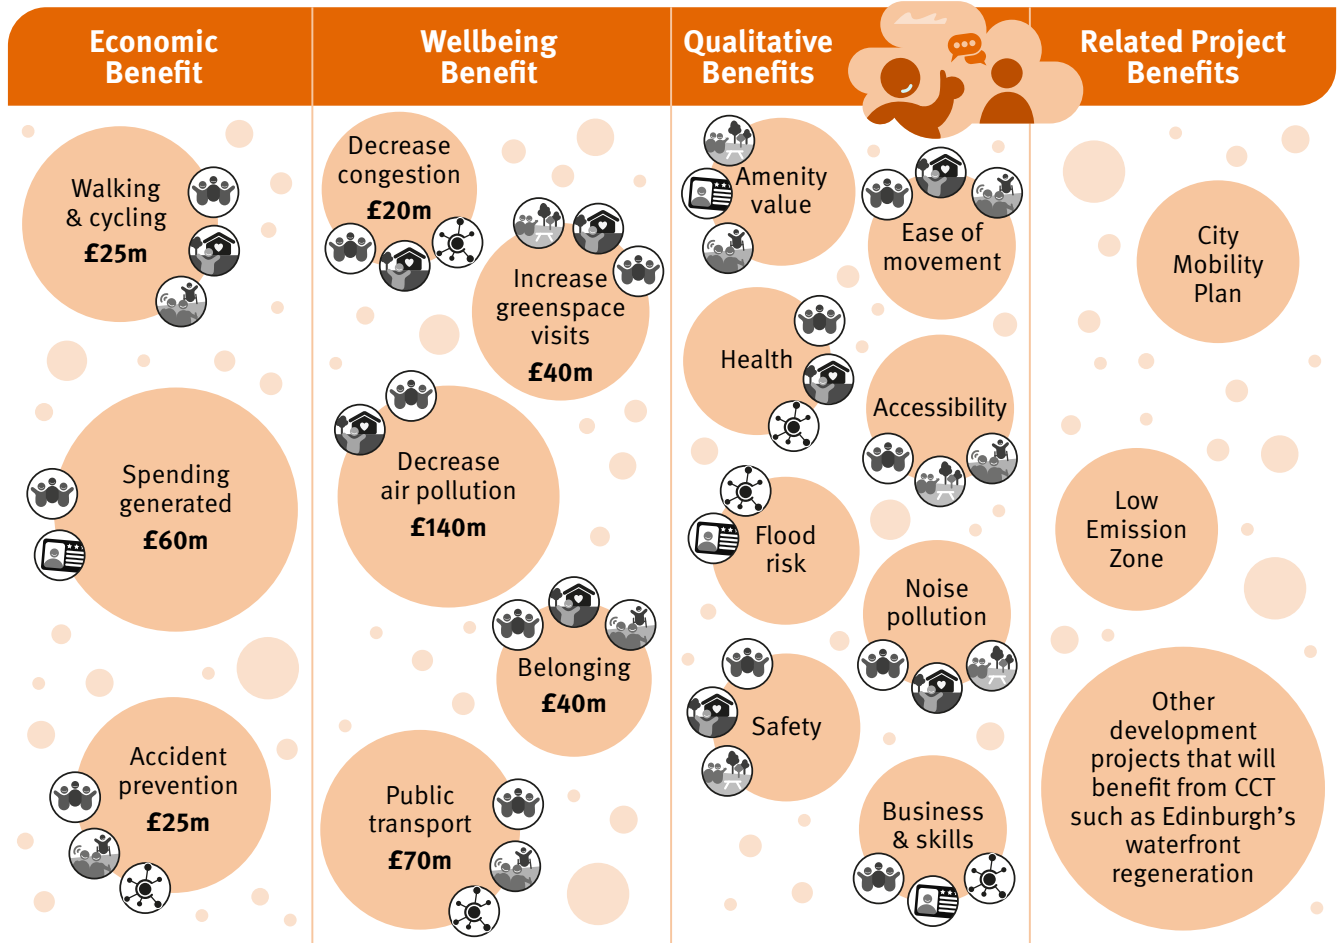 Economic
Benefit
Wellbeing
Benefit
Qualitative
Benefits
Related Project
Benefits
Walking
& cycling
£25m
Spending
generated
£60m
Accident
prevention
£25m
Decrease
congestion
£20m
Increase
greenspace
visits
£40m
Decrease
air pollution
£140m
Belonging
£40m
Public
transport
£70m
Amenity
value
Ease of
movement
Health
Accessibility
Flood
risk
Noise
pollution
Safety
Business
& skills
City
Mobility
Plan
Low
Emission
Zone
Other
development
projects that will
benefit from CCT
such as Edinburgh’s
waterfront
regeneration